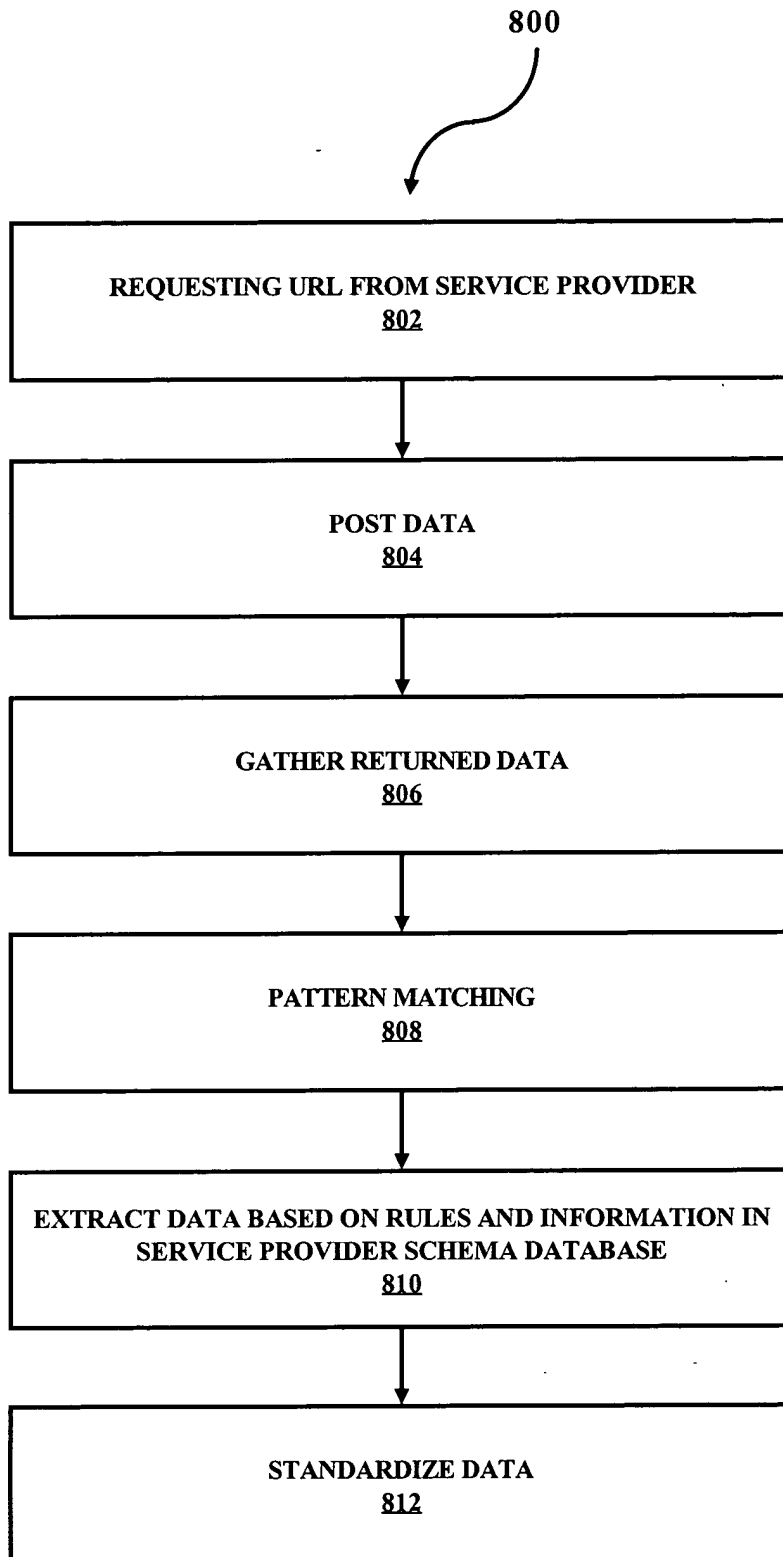 800
REQUESTING URL FROM SERVICE PROVIDER
802
POST DATA
804
GATHER RETURNED DATA
806
PATTERN MATCHING
808
EXTRACT DATA BASED ON RULES AND INFORMATION IN
SERVICE PROVIDER SCHEMA DATABASE
810
STANDARDIZE DATA
812